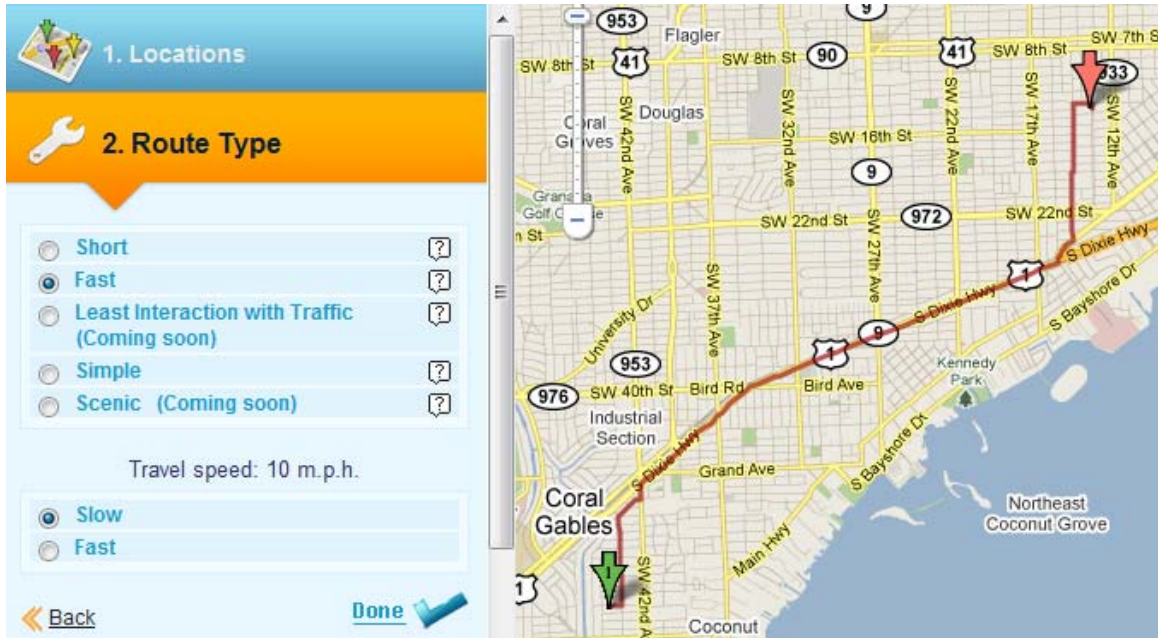 1. Locations
2. Route Type
Short
Fast
Least Interaction with Traffic
(Coming soon)
Simple
Scenic (Coming soon)
Travel speed: 10 m.p.h.
Slow
Fast
Back
Done
953
Flagler
9
SW 7th S
SW 8th
41
SW 8th St
90
41
SW 8th St
933
SW 42nd Ave
Douglas
Coral
Groves
SW 32nd Ave
SW 16th St
SW 22nd Ave
SW 17th Ave
SW 12th Ave
9
Granada
Golf
n St
SW 22nd St
972
SW 22nd St
SW 27th Ave
S Dixie Hwy
1
S Dixie Hwy
S Bayshore Dr
SW 37th Ave
University Dr
9
1
953
Kennedy
Park
976
SW 40th St
Bird Rd
Bird Ave
Industrial
Section
S Dixie Hwy
Grand Ave
S Bayshore Dr
Coral
Gables
Northeast
Coconut Grove
Main Hwy
1
1
SW 42nd A
Coconut